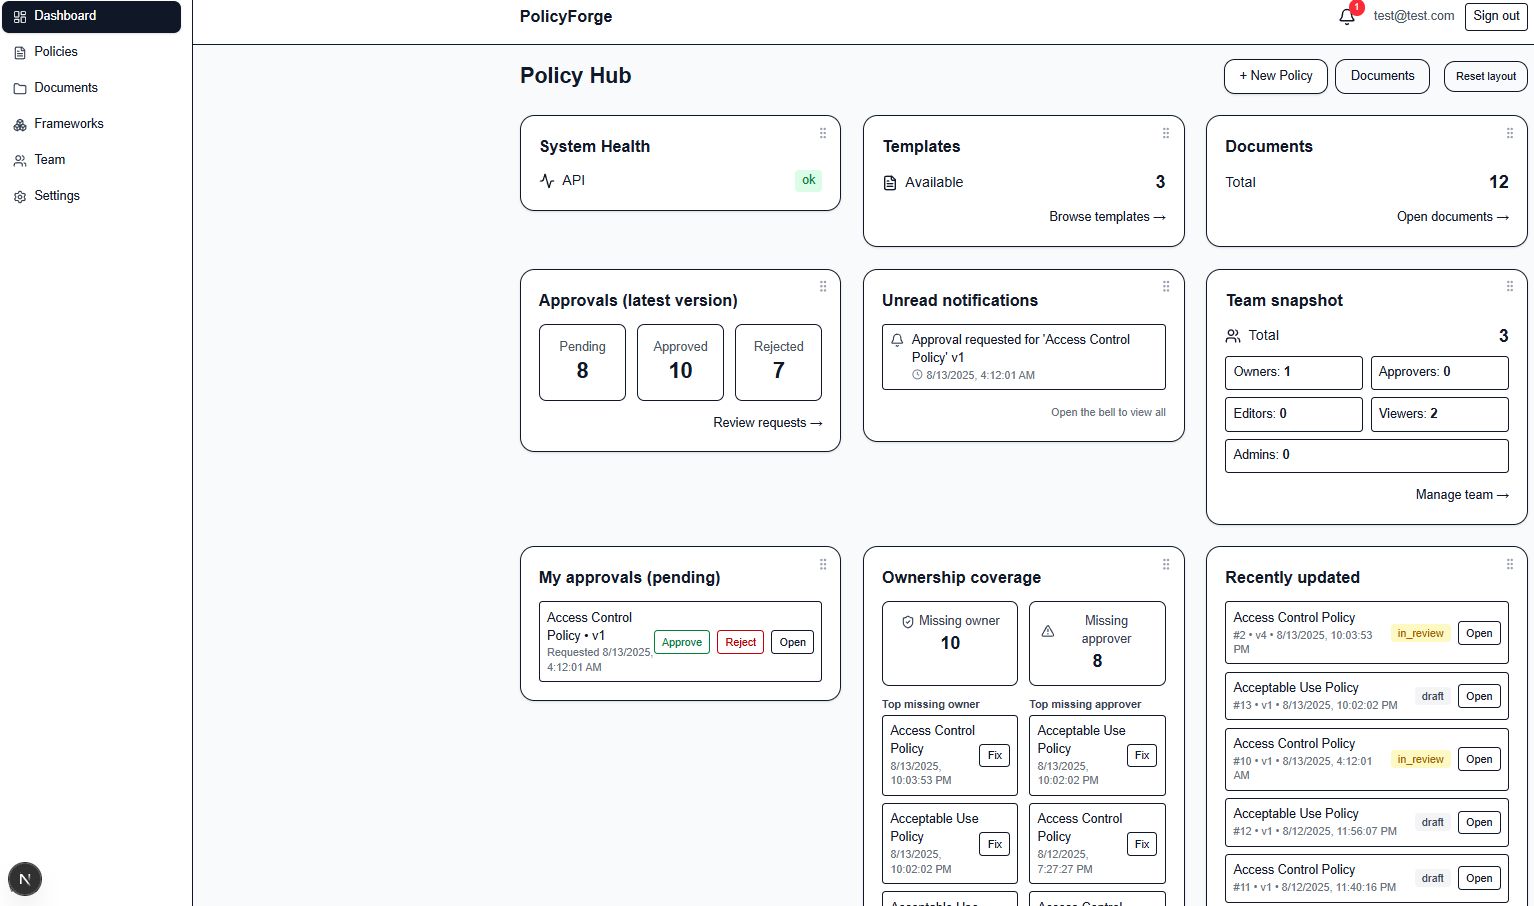 Dashboard
Policies
Documents
Frameworks
Team
Settings
N
PolicyForge
1
test@test.com
Sign out
Policy Hub
+ New Policy
Documents
Reset layout
System Health
API
ok
Templates
Available
3
Browse templates →
Documents
Total
12
Open documents →
Approvals (latest version)
Pending
8
Approved
10
Rejected
7
Review requests →
Unread notifications
Approval requested for 'Access Control
Policy' v1
8/13/2025, 4:12:01 AM
Open the bell to view all
Team snapshot
Total
3
Owners: 1
Approvers: 0
Editors: 0
Viewers: 2
Admins: 0
Manage team →
My approvals (pending)
Access Control
Policy • v1
Requested 8/13/2025,
4:12:01 AM
Approve
Reject
Open
Ownership coverage
Missing owner
10
Missing
approver
8
Top missing owner
Access Control
Policy
8/13/2025,
10:03:53 PM
Fix
Acceptable Use
Policy
8/13/2025,
10:02:02 PM
Fix
Acceptable Use
Top missing approver
Acceptable Use
Policy
8/13/2025,
10:02:02 PM
Fix
Access Control
Policy
8/12/2025,
7:27:27 PM
Fix
Access Control
Recently updated
Access Control Policy
#2 • v4 • 8/13/2025, 10:03:53
PM
in_review
Open
Acceptable Use Policy
#13 • v1 • 8/13/2025, 10:02:02 PM
draft
Open
Access Control Policy
#10 • v1 • 8/13/2025, 4:12:01
AM
in_review
Open
Acceptable Use Policy
#12 • v1 • 8/12/2025, 11:56:07 PM
draft
Open
Access Control Policy
#11 • v1 • 8/12/2025, 11:40:16 PM
draft
Open